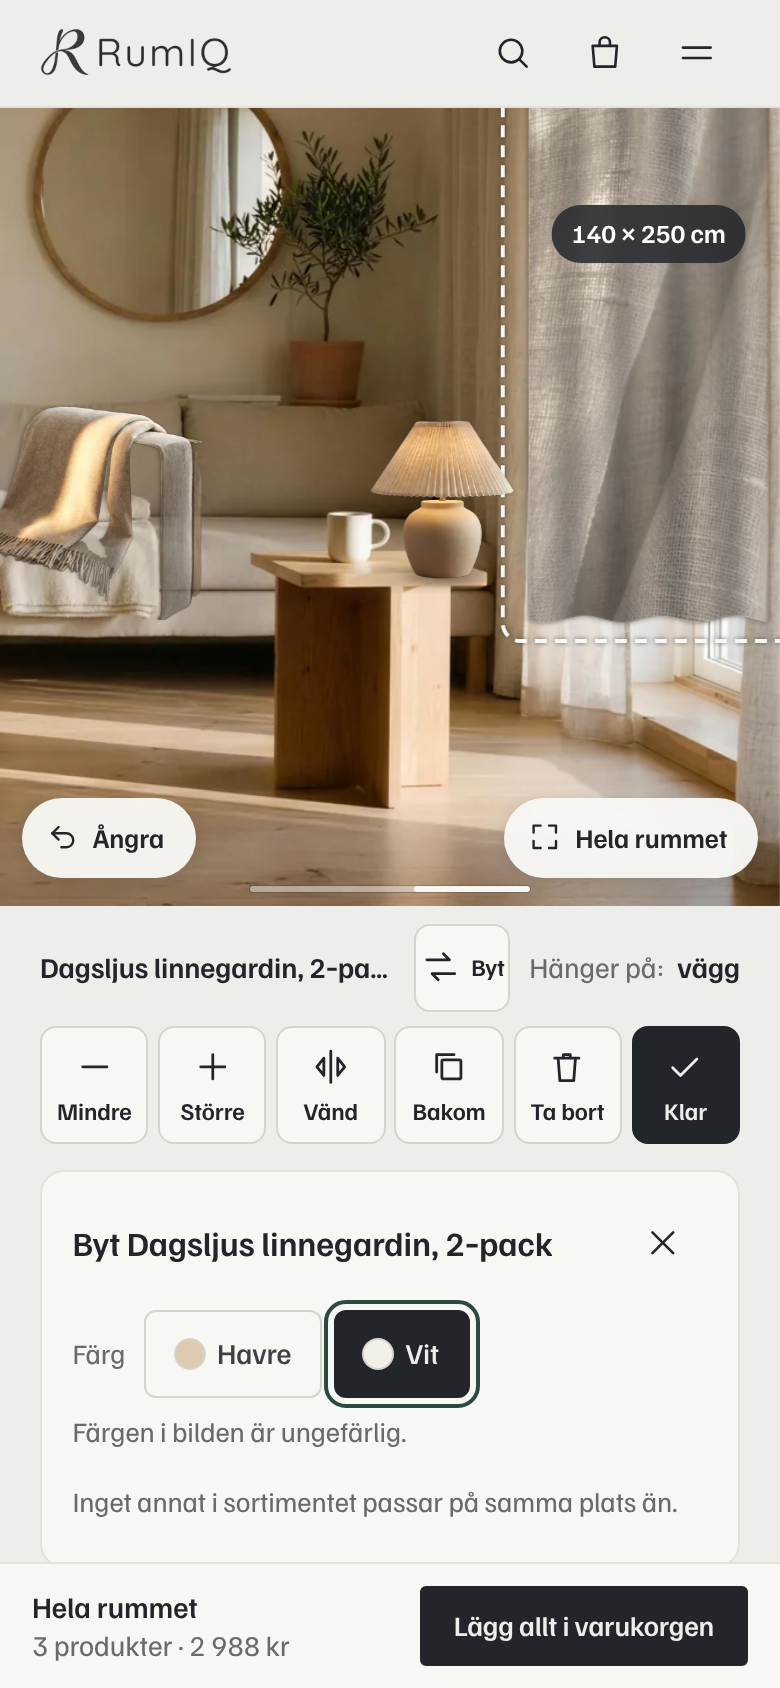 RumIQ
140 × 250 cm
Ångra
Hela rummet
Dagsljus linnegardin, 2-pa...
Byt
Hänger på: vägg
Mindre
Större
Vänd
Bakom
Ta bort
Klar
Byt Dagsljus linnegardin, 2-pack
Färg
Havre
Vit
Färgen i bilden är ungefärlig.
Inget annat i sortimentet passar på samma plats än.
Hela rummet
3 produkter · 2 988 kr
Lägg allt i varukorgen